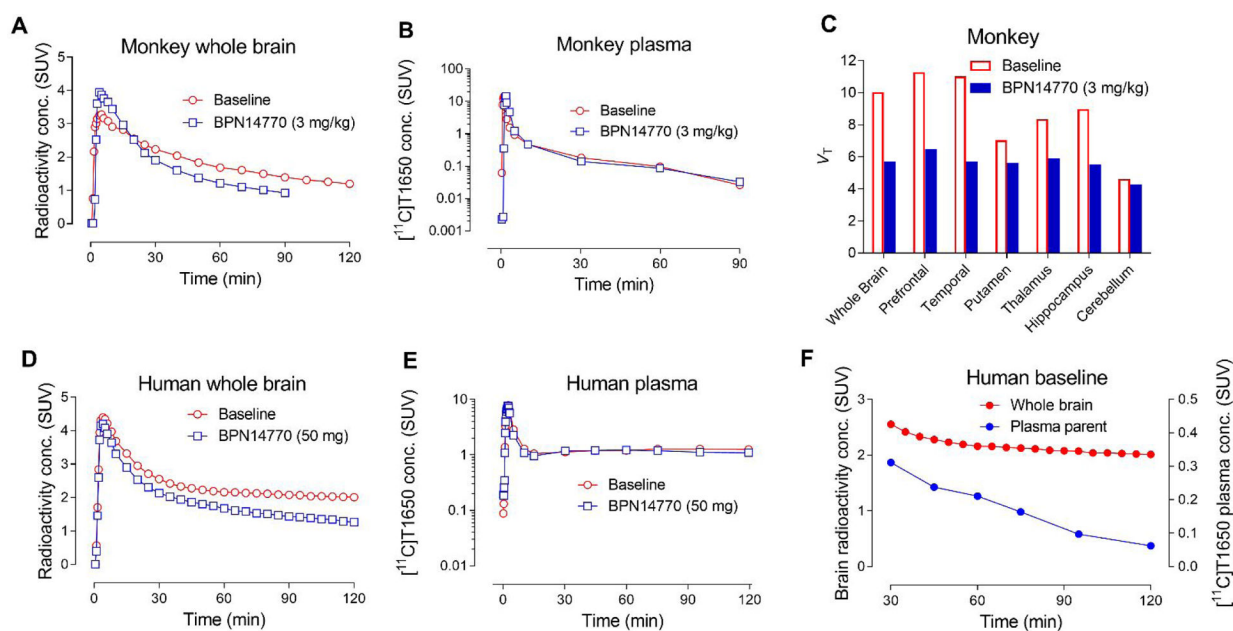 A
Monkey whole brain
Radioactivity conc. (SUV)
5
4
3
2
1
0
Baseline
BPN14770 (3 mg/kg)
0 30 60 90 120
Time (min)
B
Monkey plasma
[¹¹C]T1650 conc. (SUV)
100
10
1
0.1
0.01
0.001
Baseline
BPN14770 (3 mg/kg)
0 30 60 90
Time (min)
C
Monkey
V_T
12
10
8
6
4
2
0
Baseline
BPN14770 (3 mg/kg)
Whole Brain
Prefrontal
Temporal
Putamen
Thalamus
Hippocampus
Cerebellum
D
Human whole brain
Radioactivity conc. (SUV)
5
4
3
2
1
0
Baseline
BPN14770 (50 mg)
0 30 60 90 120
Time (min)
E
Human plasma
[¹¹C]T1650 conc. (SUV)
10
1
0.1
0.01
Baseline
BPN14770 (50 mg)
0 30 60 90 120
Time (min)
F
Human baseline
Brain radioactivity conc. (SUV)
3
2
1
0
Whole brain
Plasma parent
0.5
0.4
0.3
0.2
0.1
0.0
[¹¹C]T1650 plasma conc. (SUV)
30 60 90 120
Time (min)